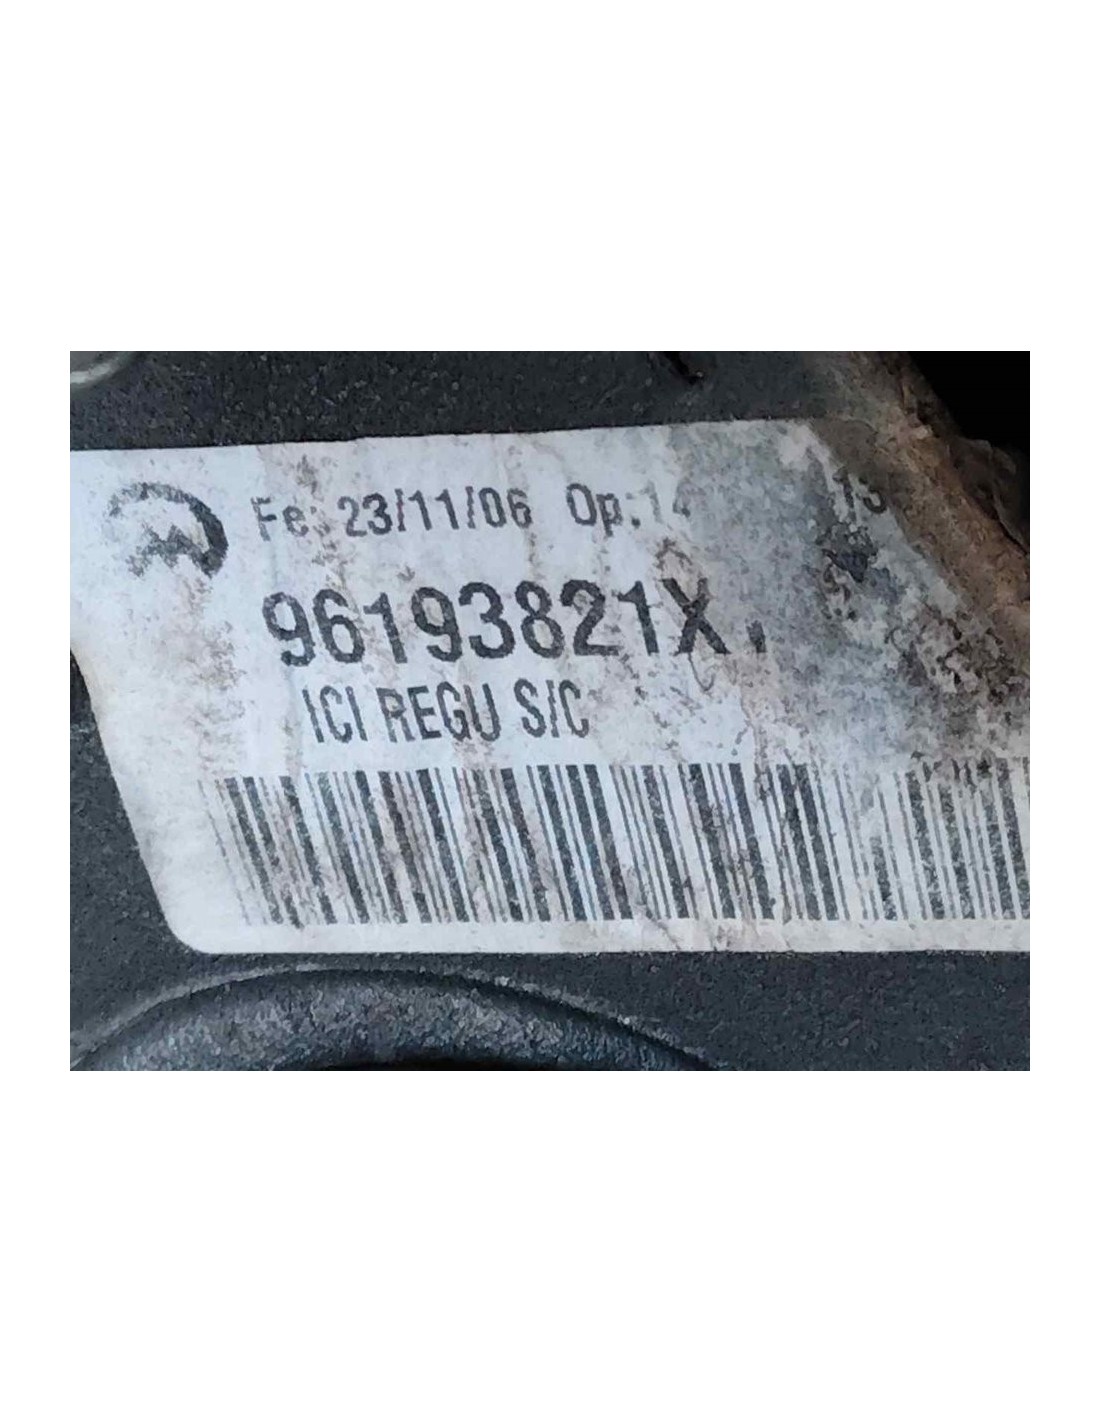 Fe: 23/11/06 Op:14
96193821X
ICI REGU S/C